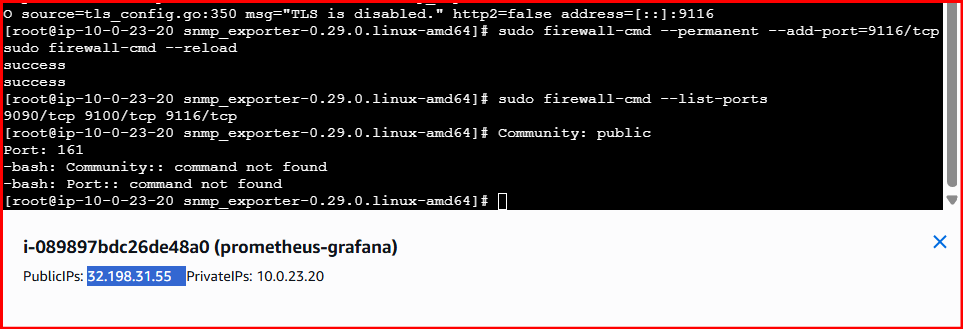 O source=tls_config.go:350 msg="TLS is disabled." http2=false address=[::]:9116
[root@ip-10-0-23-20 snmp_exporter-0.29.0.linux-amd64]# sudo firewall-cmd --permanent --add-port=9116/tcp
sudo firewall-cmd --reload
success
success
[root@ip-10-0-23-20 snmp_exporter-0.29.0.linux-amd64]# sudo firewall-cmd --list-ports
9090/tcp 9100/tcp 9116/tcp
[root@ip-10-0-23-20 snmp_exporter-0.29.0.linux-amd64]# Community: public
Port: 161
-bash: Community:: command not found
-bash: Port:: command not found
[root@ip-10-0-23-20 snmp_exporter-0.29.0.linux-amd64]#
i-089897bdc26de48a0 (prometheus-grafana)
PublicIPs: 32.198.31.55 PrivateIPs: 10.0.23.20